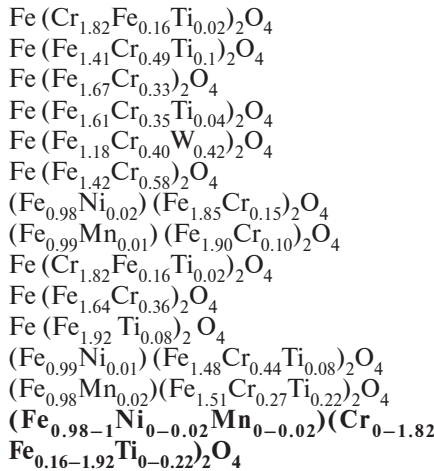 Fe (Cr1.82Fe0.16Ti0.02)2O4
Fe (Fe1.41Cr0.49Ti0.1)2O4
Fe (Fe1.67Cr0.33)2O4
Fe (Fe1.61Cr0.35Ti0.04)2O4
Fe (Fe1.18Cr0.40W0.42)2O4
Fe (Fe1.42Cr0.58)2O4
(Fe0.98Ni0.02) (Fe1.85Cr0.15)2O4
(Fe0.99Mn0.01) (Fe1.90Cr0.10)2O4
Fe (Cr1.82Fe0.16Ti0.02)2O4
Fe (Fe1.64Cr0.36)2O4
Fe (Fe1.92 Ti0.08)2 O4
(Fe0.99Ni0.01) (Fe1.48Cr0.44Ti0.08)2O4
(Fe0.98Mn0.02)(Fe1.51Cr0.27Ti0.22)2O4
(Fe0.98–1Ni0–0.02Mn0–0.02)(Cr0–1.82
Fe0.16–1.92Ti0–0.22)2O4